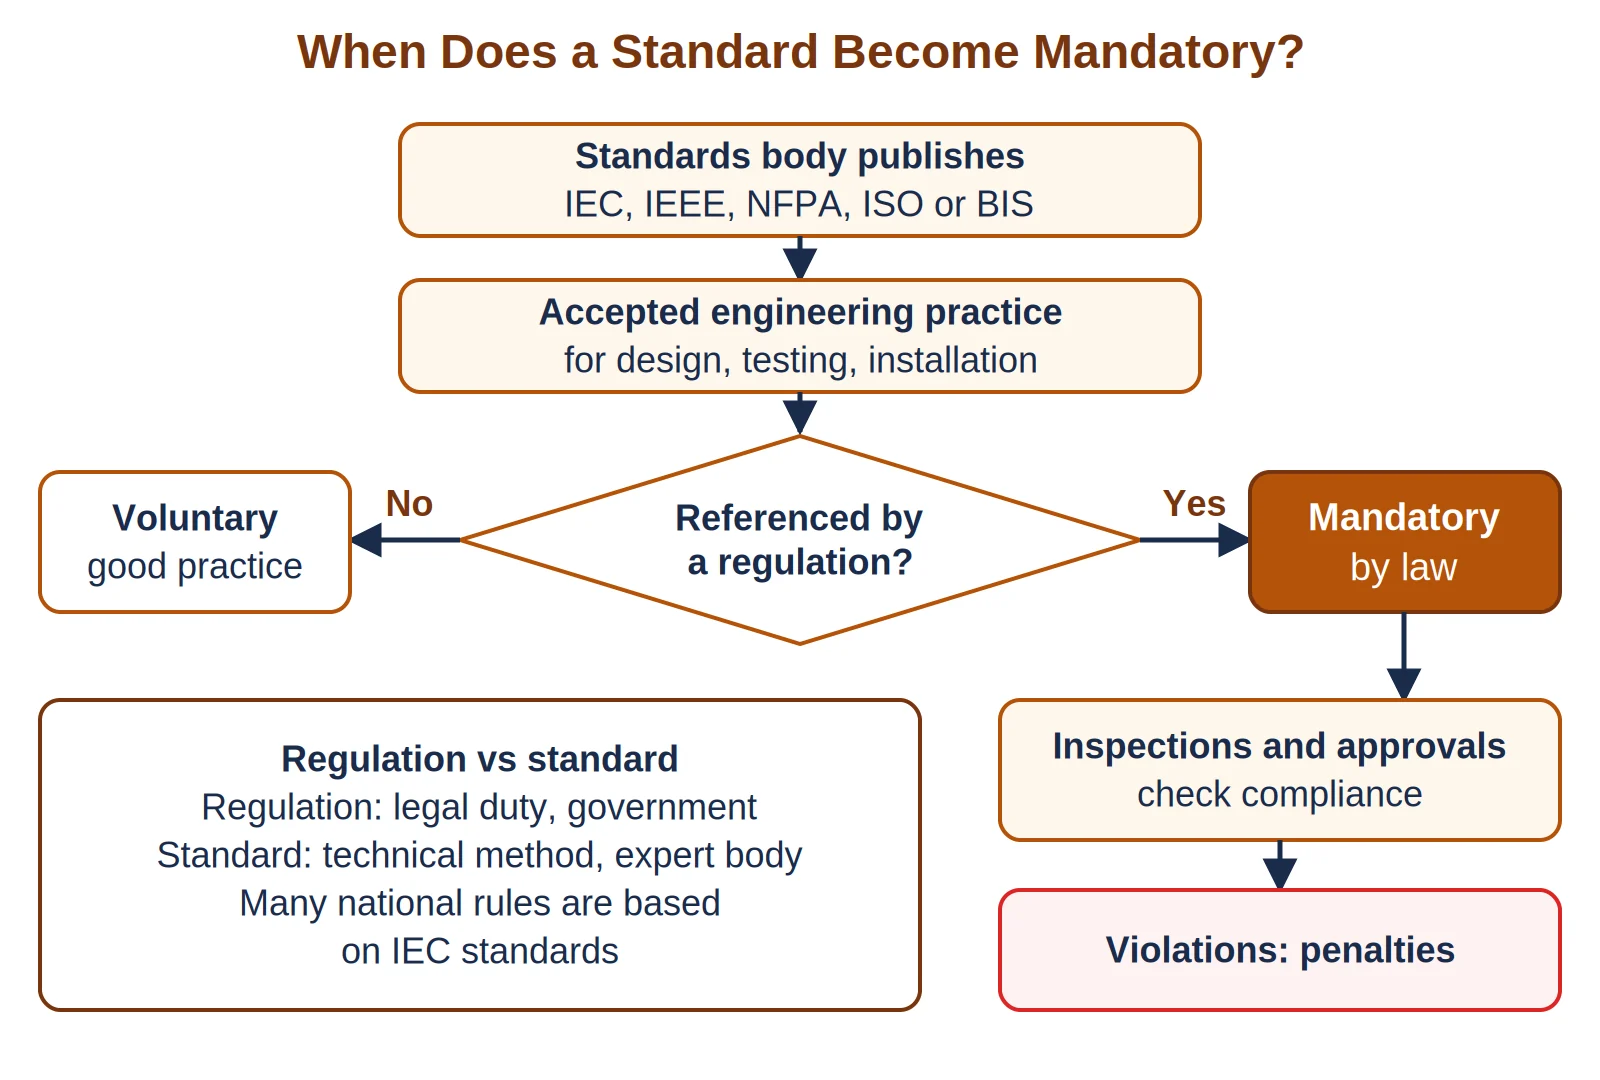 When Does a Standard Become Mandatory?
Standards body publishes
IEC, IEEE, NFPA, ISO or BIS
Accepted engineering practice
for design, testing, installation
Referenced by
a regulation?
No
Voluntary
good practice
Yes
Mandatory
by law
Inspections and approvals
check compliance
Violations: penalties
Regulation vs standard
Regulation: legal duty, government
Standard: technical method, expert body
Many national rules are based
on IEC standards